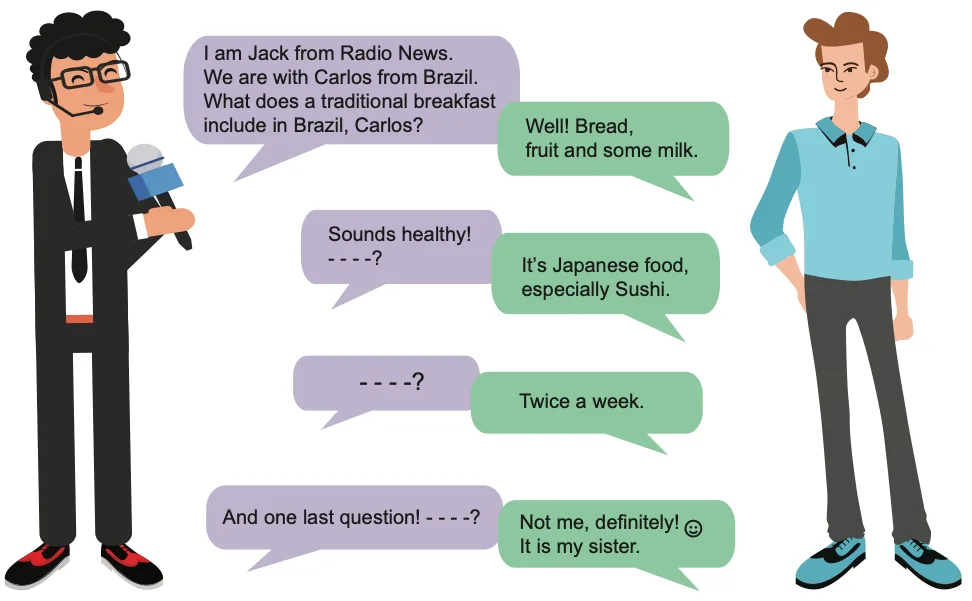 I am Jack from Radio News.
We are with Carlos from Brazil.
What does a traditional breakfast
include in Brazil, Carlos?
Well! Bread,
fruit and some milk.
Sounds healthy!
- - - -?
It's Japanese food,
especially Sushi.
- - - -?
Twice a week.
And one last question! - - - -?
Not me, definitely! ☺
It is my sister.